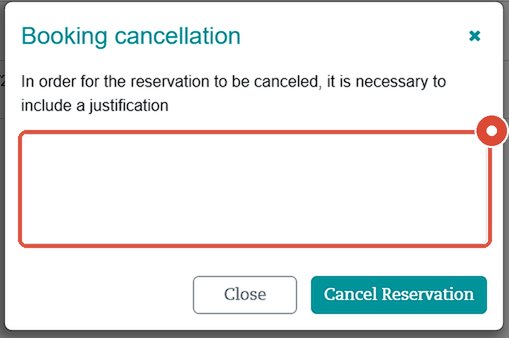 Booking cancellation
In order for the reservation to be canceled, it is necessary to
include a justification
Close
Cancel Reservation